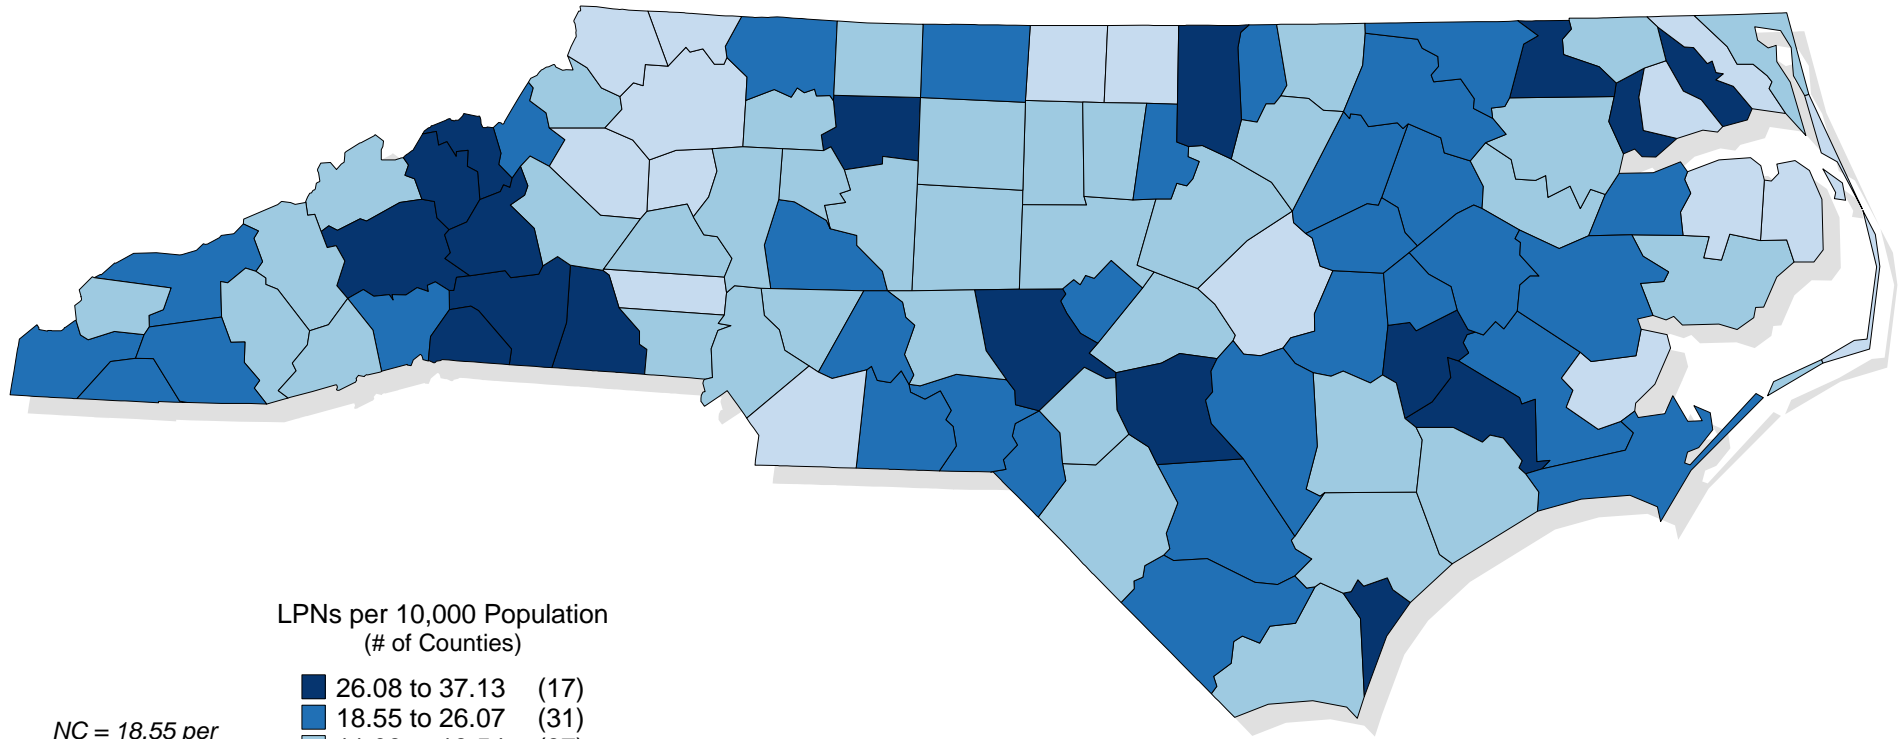 LPNs per 10,000 Population
(# of Counties)
26.08 to 37.13 (17)
18.55 to 26.07 (31)
NC = 18.55 per